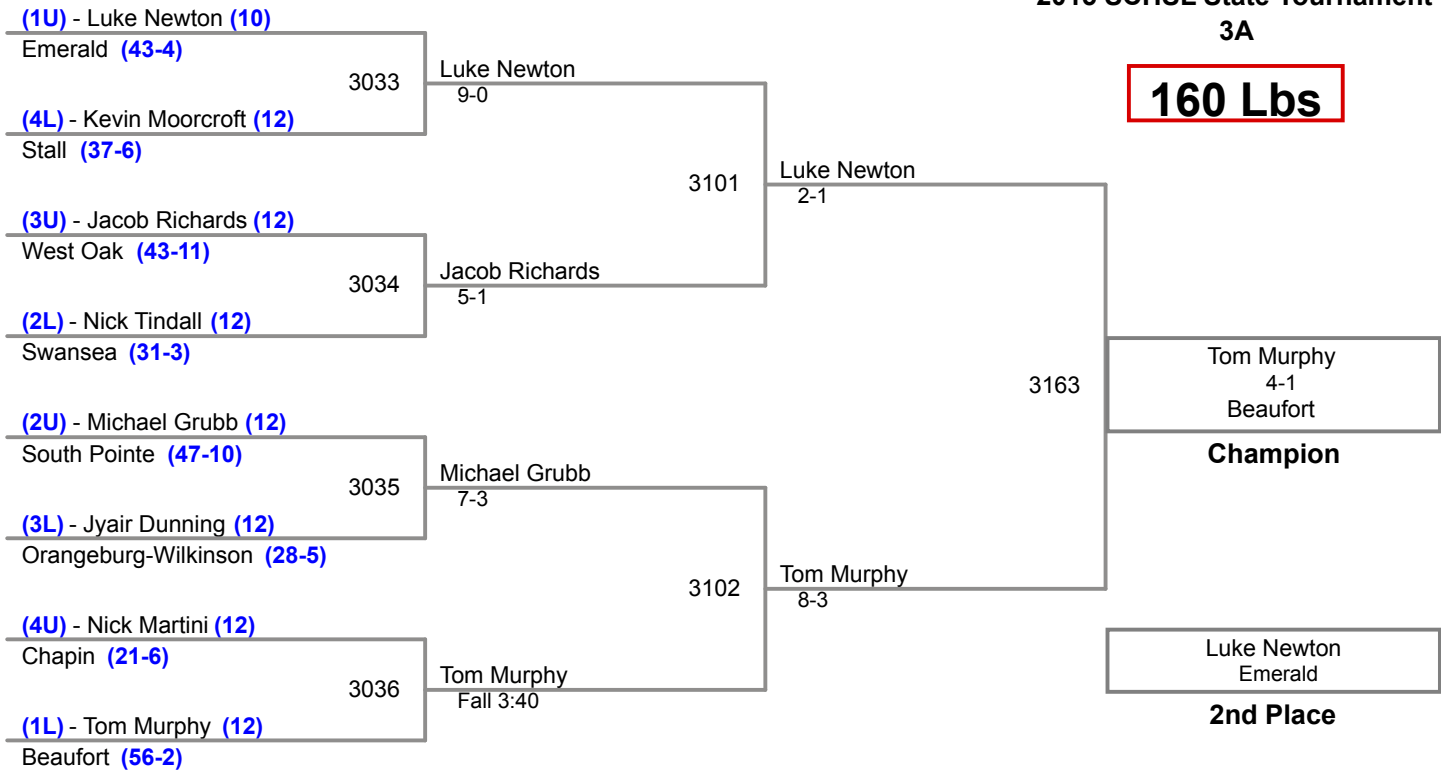 3A
160 Lbs
(1U) - Luke Newton (10)
Emerald (43-4)
3033
Luke Newton
9-0
(4L) - Kevin Moorcroft (12)
Stall (37-6)
3101
Luke Newton
2-1
(3U) - Jacob Richards (12)
West Oak (43-11)
3034
Jacob Richards
5-1
(2L) - Nick Tindall (12)
Swansea (31-3)
3163
Tom Murphy
4-1
Beaufort
Champion
(2U) - Michael Grubb (12)
South Pointe (47-10)
3035
Michael Grubb
7-3
(3L) - Jyair Dunning (12)
Orangeburg-Wilkinson (28-5)
3102
Tom Murphy
8-3
(4U) - Nick Martini (12)
Chapin (21-6)
3036
Tom Murphy
Fall 3:40
(1L) - Tom Murphy (12)
Beaufort (56-2)
Luke Newton
Emerald
2nd Place